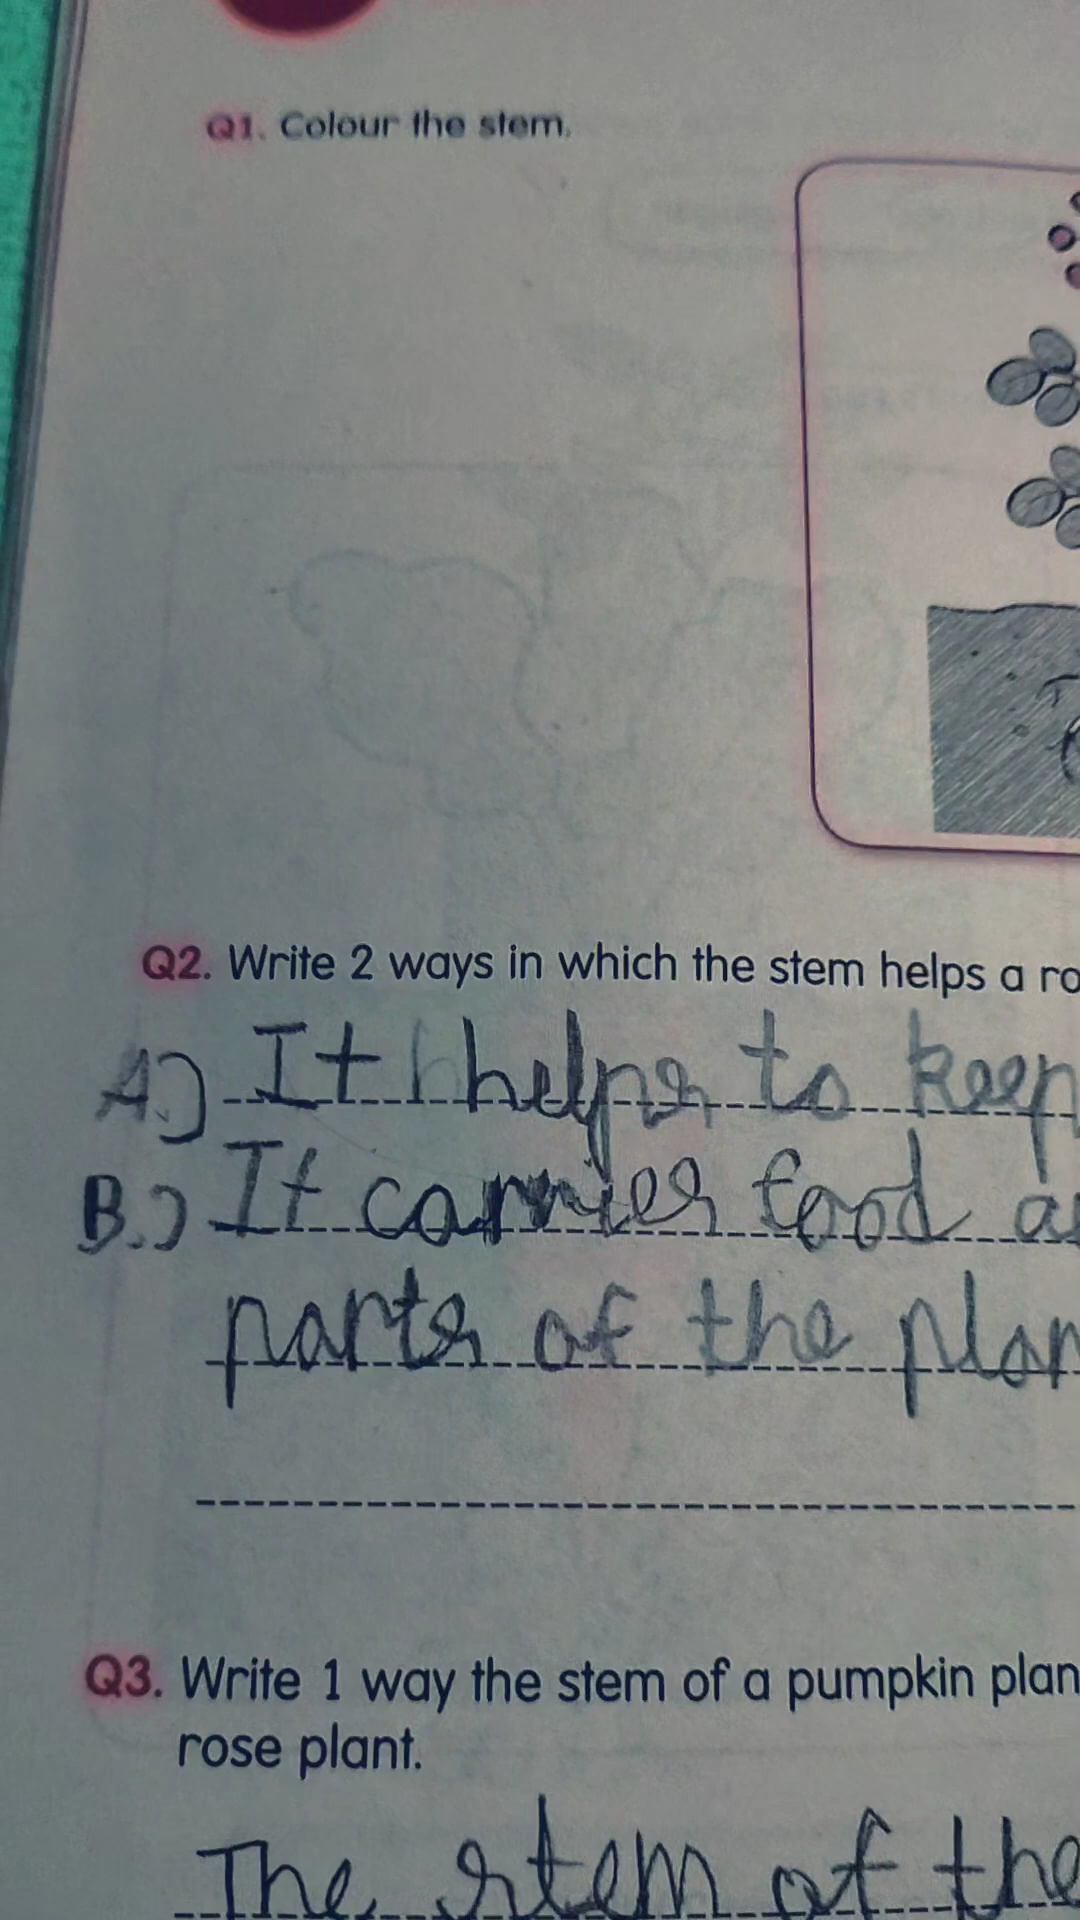 Q1. Colour the stem.
Q2. Write 2 ways in which the stem helps a ro
A.) It helps to keep
B.) It carries food a
parts of the plan
Q3. Write 1 way the stem of a pumpkin plan
rose plant.
The stem of the